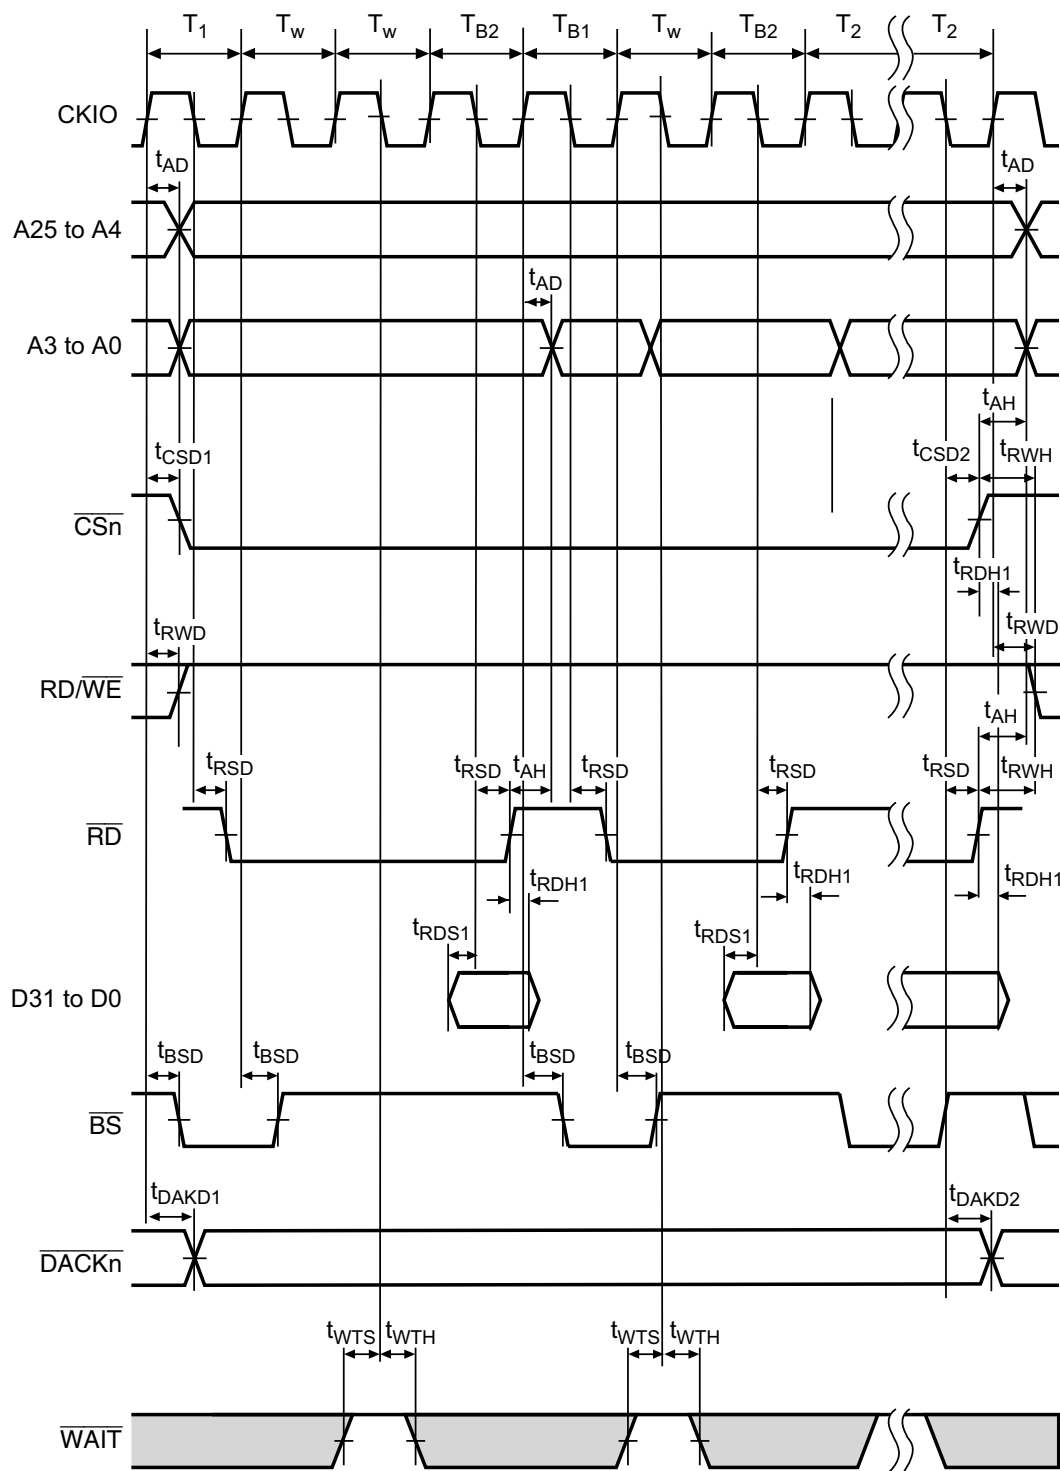 T1 Tw Tw TB2 TB1 Tw TB2 T2 T2
CKIO
tAD tAD
A25 to A4
tAD
A3 to A0
tAH
tCSD1 tCSD2 tRWH
CSn
tRDH1
tRWD tRWD
RD/WE
tAH
tRSD tRSD tAH tRSD tRSD tRSD tRWH
RD
tRDH1 tRDH1 tRDH1
tRDS1 tRDS1
D31 to D0
tBSD tBSD tBSD tBSD
BS
tDAKD1 tDAKD2
DACKn
tWTS tWTH tWTS tWTH
WAIT